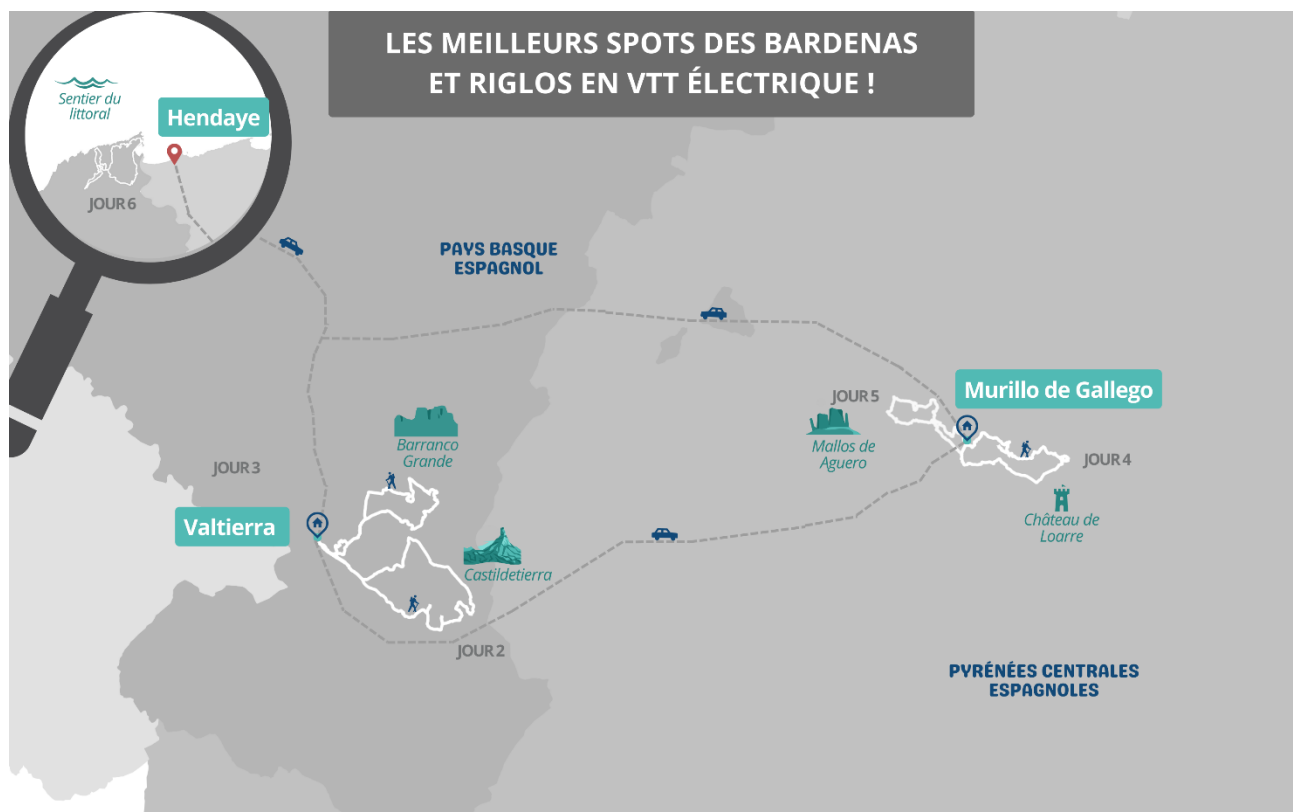 LES MEILLEURS SPOTS DES BARDENAS
ET RIGLOS EN VTT ÉLECTRIQUE !
Sentier du
littoral
Hendaye
JOUR 6
PAYS BASQUE
ESPAGNOL
JOUR 5
Murillo de Gallego
Mallos de
Aguero
JOUR 4
Château de
Loarre
Barranco
Grande
JOUR 3
Valtierra
Castildetierra
JOUR 2
PYRÉNÉES CENTRALES
ESPAGNOLES